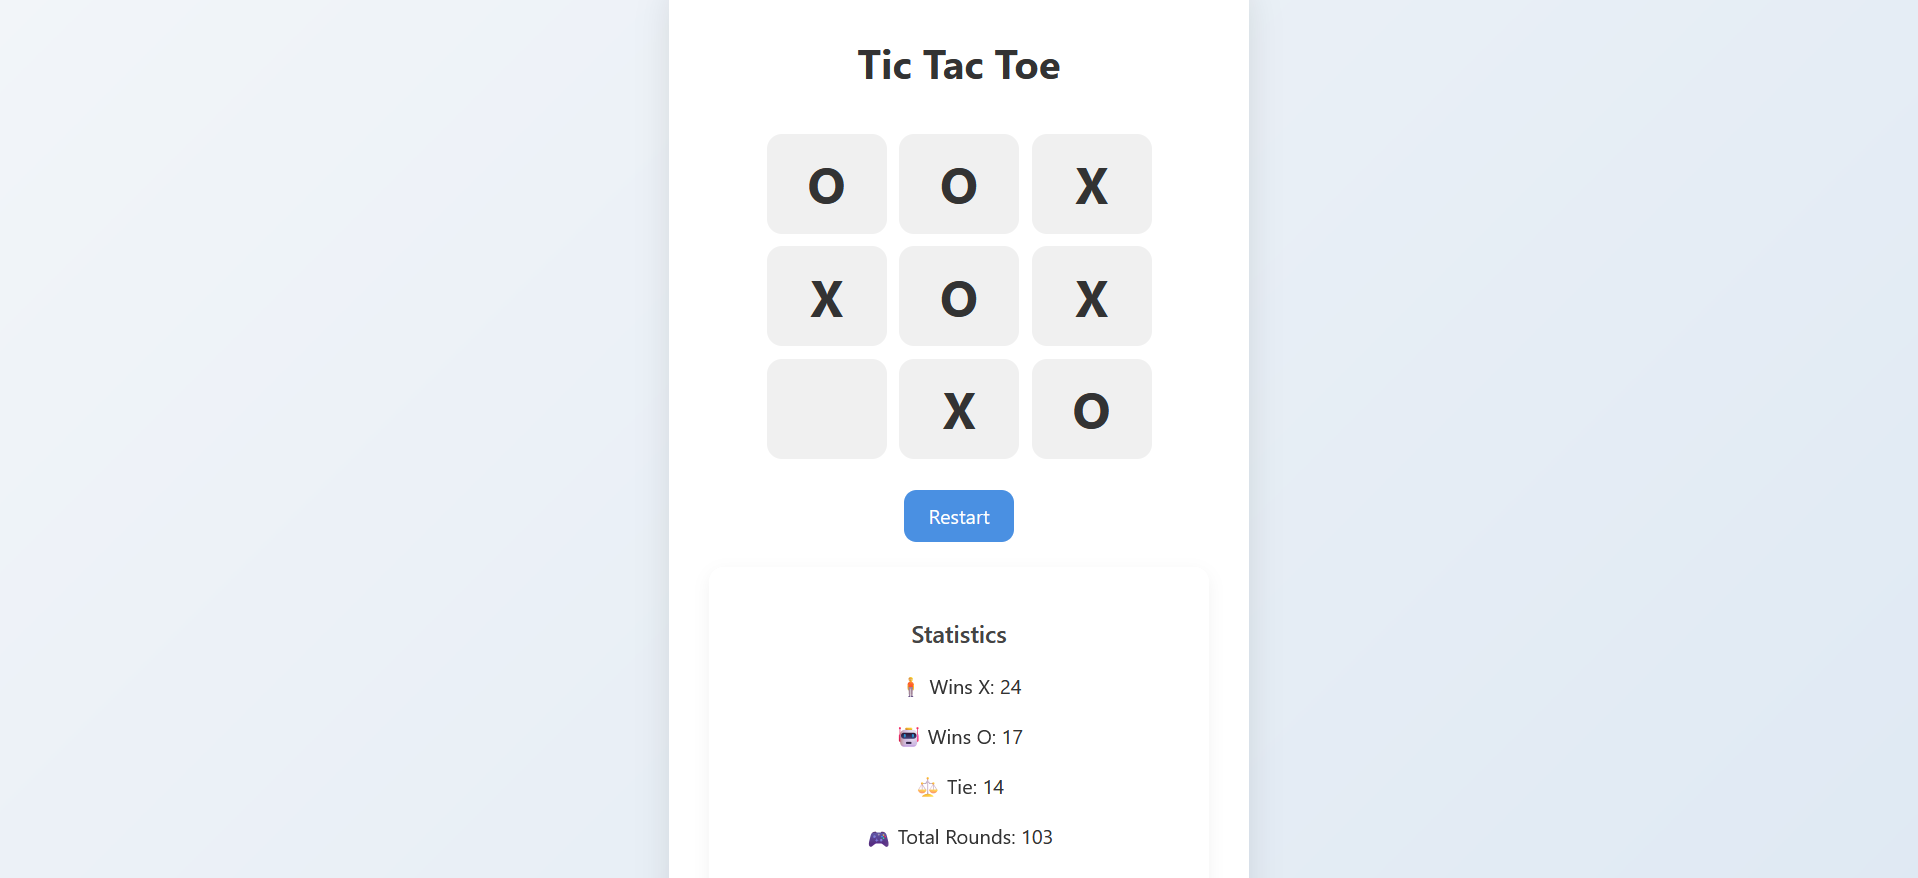 Tic Tac Toe
O O X
X O X
X O
Restart
Statistics
Wins X: 24
Wins O: 17
Tie: 14
Total Rounds: 103